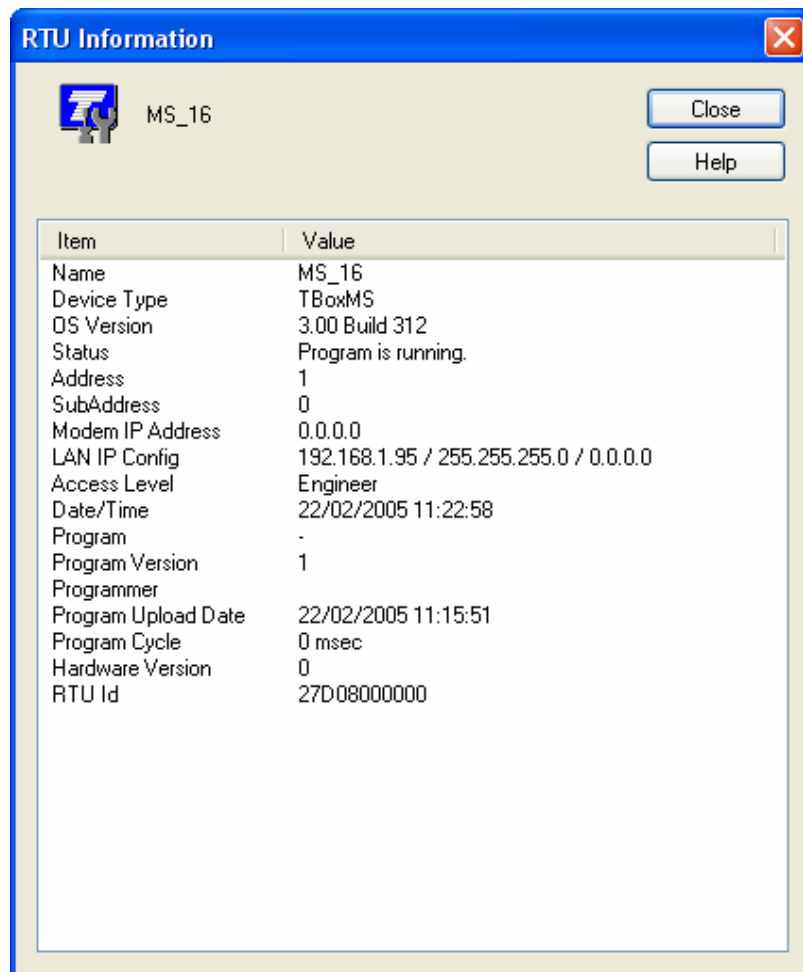 RTU Information
MS_16
Close
Help
Item Value
Name MS_16
Device Type TBoxMS
OS Version 3.00 Build 312
Status Program is running.
Address 1
SubAddress 0
Modem IP Address 0.0.0.0
LAN IP Config 192.168.1.95 / 255.255.255.0 / 0.0.0.0
Access Level Engineer
Date/Time 22/02/2005 11:22:58
Program -
Program Version 1
Programmer
Program Upload Date 22/02/2005 11:15:51
Program Cycle 0 msec
Hardware Version 0
RTU Id 27D08000000